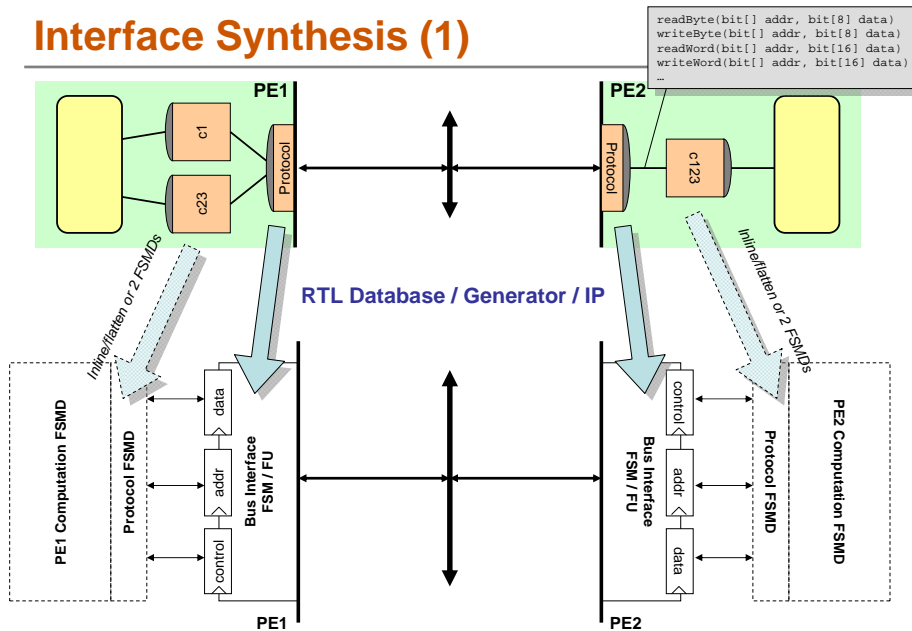 Interface Synthesis (1)
readByte(bit[] addr, bit[8] data)
writeByte(bit[] addr, bit[8] data)
readWord(bit[] addr, bit[16] data)
writeWord(bit[] addr, bit[16] data)
…
PE1
PE2
c1
c23
Protocol
Protocol
c123
Inline/flatten or 2 FSMDs
RTL Database / Generator / IP
Inline/flatten or 2 FSMDs
PE1 Computation FSMD
Protocol FSMD
data
addr
control
Bus Interface
FSM / FU
Bus Interface
FSM / FU
control
addr
data
Protocol FSMD
PE2 Computation FSMD
PE1
PE2